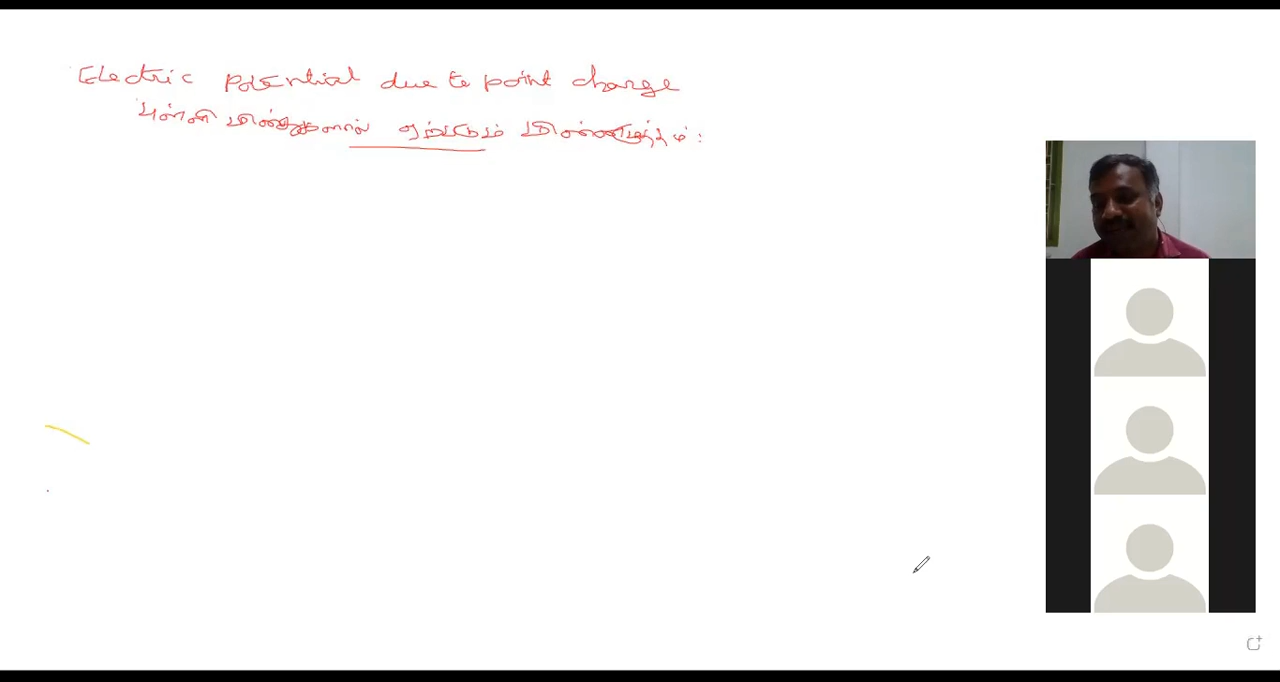 Electric potential due to point charge
புள்ளி மின்துகளால் ஏற்படும் மின்னழுத்தம் :